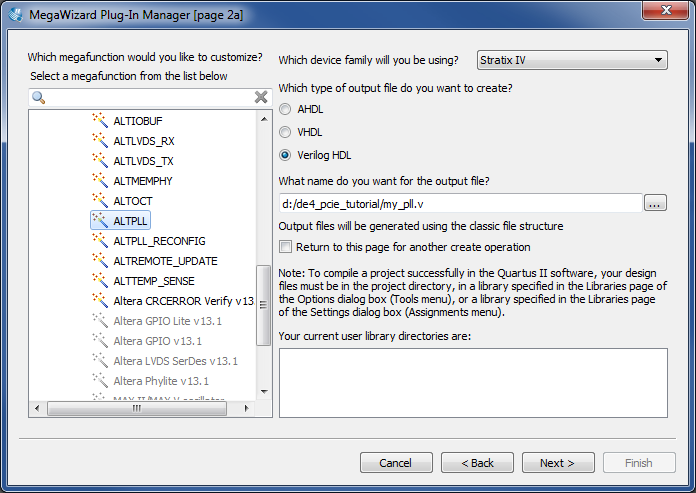 MegaWizard Plug-In Manager [page 2a]
Which megafunction would you like to customize?
Select a megafunction from the list below
ALTIOBUF
ALTLVDS_RX
ALTLVDS_TX
ALTMEMPHY
ALTOCT
ALTPLL
ALTPLL_RECONFIG
ALTREMOTE_UPDATE
ALTTEMP_SENSE
Altera CRCERROR Verify v13.1
Altera GPIO Lite v13.1
Altera GPIO v13.1
Altera LVDS SerDes v13.1
Altera Phylite v13.1
Which device family will you be using?
Stratix IV
Which type of output file do you want to create?
AHDL
VHDL
Verilog HDL
What name do you want for the output file?
d:/de4_pcie_tutorial/my_pll.v
...
Output files will be generated using the classic file structure
Return to this page for another create operation
Note: To compile a project successfully in the Quartus II software, your design
files must be in the project directory, in a library specified in the Libraries page of
the Options dialog box (Tools menu), or a library specified in the Libraries page
of the Settings dialog box (Assignments menu).
Your current user library directories are:
Cancel
< Back
Next >
Finish